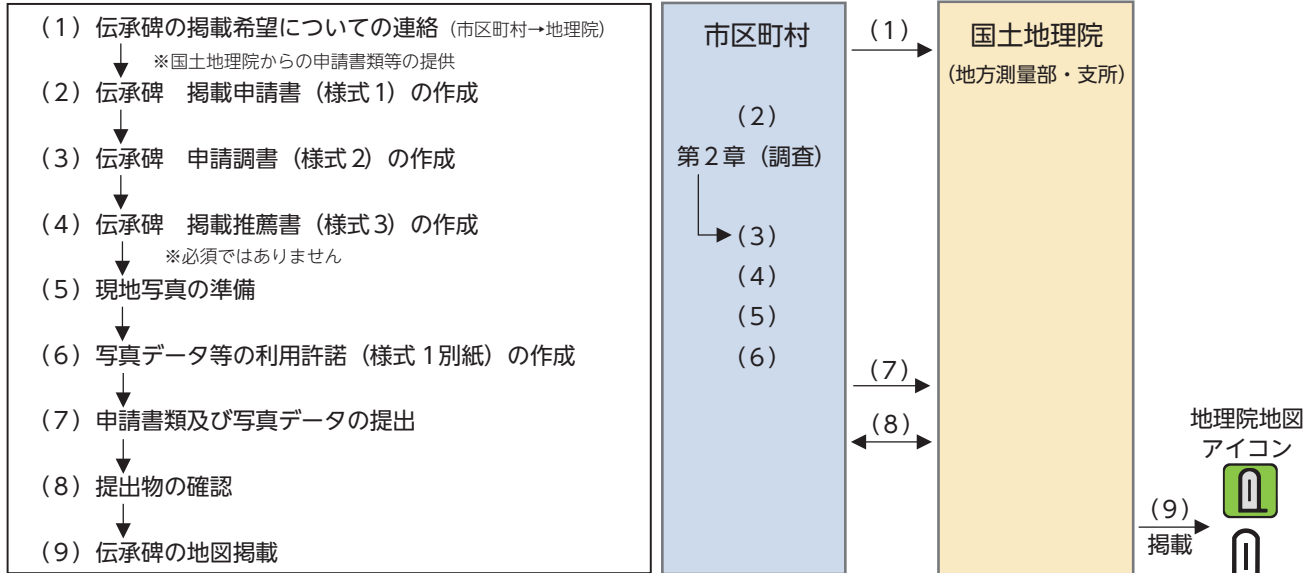 （1）伝承碑の掲載希望についての連絡（市区町村→地理院）
※国土地理院からの申請書類等の提供
（2）伝承碑　掲載申請書（様式1）の作成
（3）伝承碑　申請調書（様式2）の作成
（4）伝承碑　掲載推薦書（様式3）の作成
※必須ではありません
（5）現地写真の準備
（6）写真データ等の利用許諾（様式1別紙）の作成
（7）申請書類及び写真データの提出
（8）提出物の確認
（9）伝承碑の地図掲載
市区町村
（2）
第2章（調査）
（3）
（4）
（5）
（6）
（1）
（7）
（8）
国土地理院
（地方測量部・支所）
（9）
掲載
地理院地図
アイコン